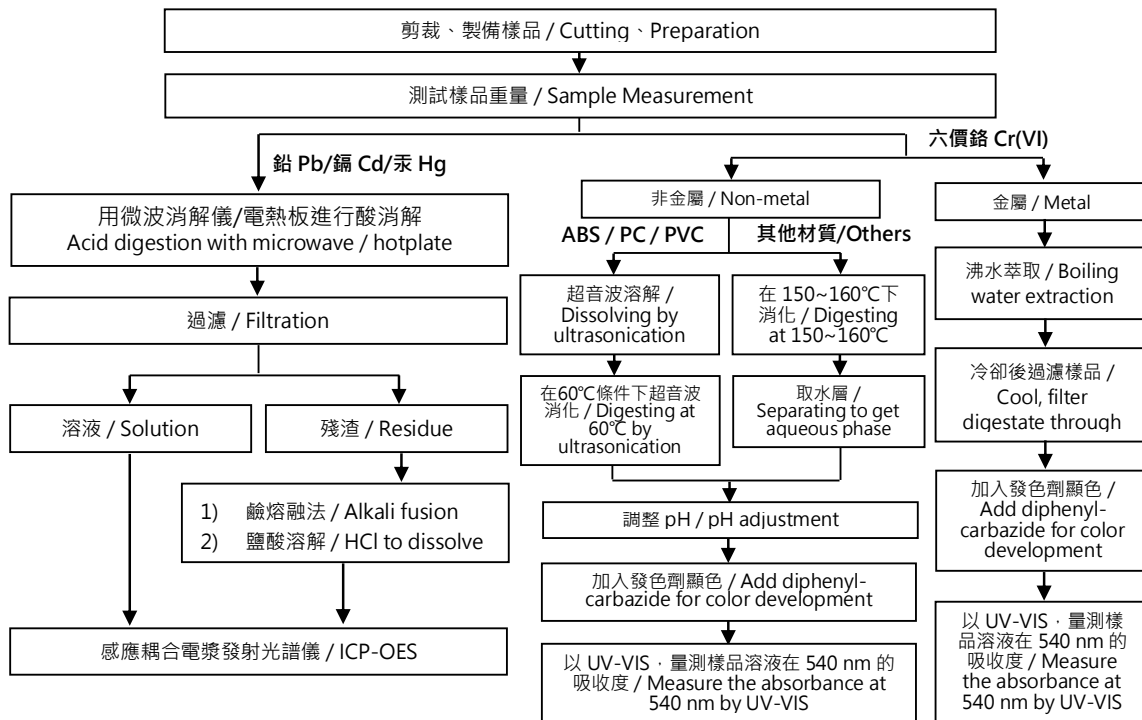 剪裁、製備樣品 / Cutting、Preparation
測試樣品重量 / Sample Measurement
鉛 Pb/鎘 Cd/汞 Hg
六價鉻 Cr(VI)
用微波消解儀/電熱板進行酸消解
Acid digestion with microwave / hotplate
過濾 / Filtration
溶液 / Solution
殘渣 / Residue
1) 鹼熔融法 / Alkali fusion
2) 鹽酸溶解 / HCl to dissolve
感應耦合電漿發射光譜儀 / ICP-OES
非金屬 / Non-metal
ABS / PC / PVC
其他材質/Others
超音波溶解 /
Dissolving by
ultrasonication
在60℃條件下超音波
消化 / Digesting at
60℃ by
ultrasonication
在 150~160℃下
消化 / Digesting
at 150~160℃
取水層 /
Separating to get
aqueous phase
調整 pH / pH adjustment
加入發色劑顯色 / Add diphenyl-
carbazide for color development
以 UV-VIS，量測樣品溶液在 540 nm 的
吸收度 / Measure the absorbance at
540 nm by UV-VIS
金屬 / Metal
沸水萃取 / Boiling
water extraction
冷卻後過濾樣品 /
Cool, filter
digestate through
加入發色劑顯色 /
Add diphenyl-
carbazide for color
development
以 UV-VIS，量測樣
品溶液在 540 nm 的
吸收度 / Measure
the absorbance at
540 nm by UV-VIS